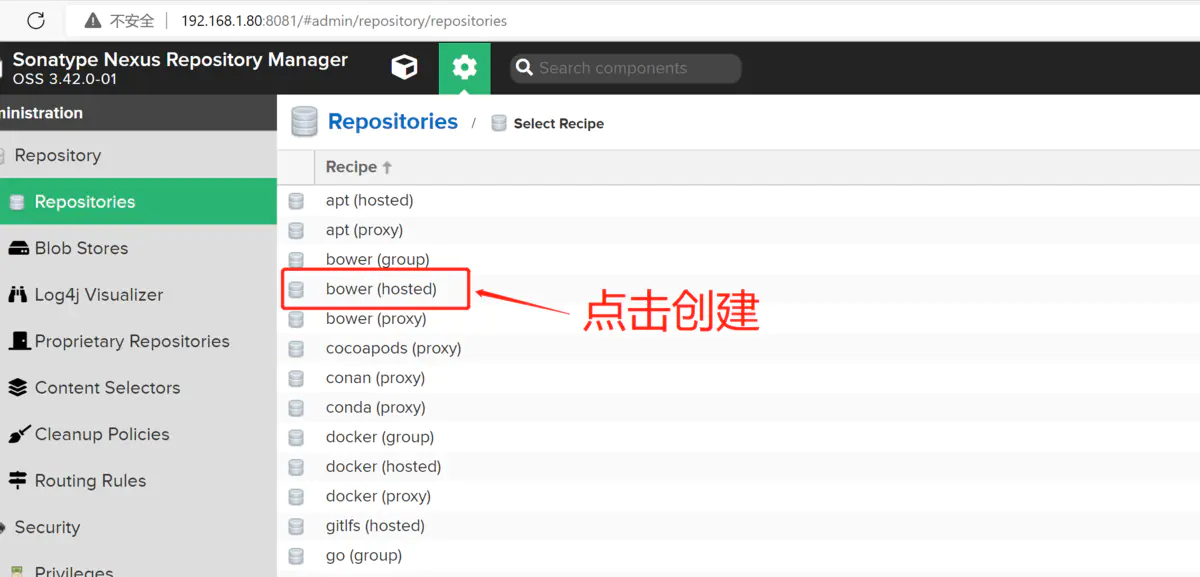 不安全 192.168.1.80:8081/#admin/repository/repositories
Sonatype Nexus Repository Manager
OSS 3.42.0-01
Search components
ministration
Repositories / Select Recipe
Repository
Recipe
Repositories
Blob Stores
Log4j Visualizer
Proprietary Repositories
Content Selectors
Cleanup Policies
Routing Rules
Security
Privileges
apt (hosted)
apt (proxy)
bower (group)
bower (hosted)
点击创建
bower (proxy)
cocoapods (proxy)
conan (proxy)
conda (proxy)
docker (group)
docker (hosted)
docker (proxy)
gitlfs (hosted)
go (group)